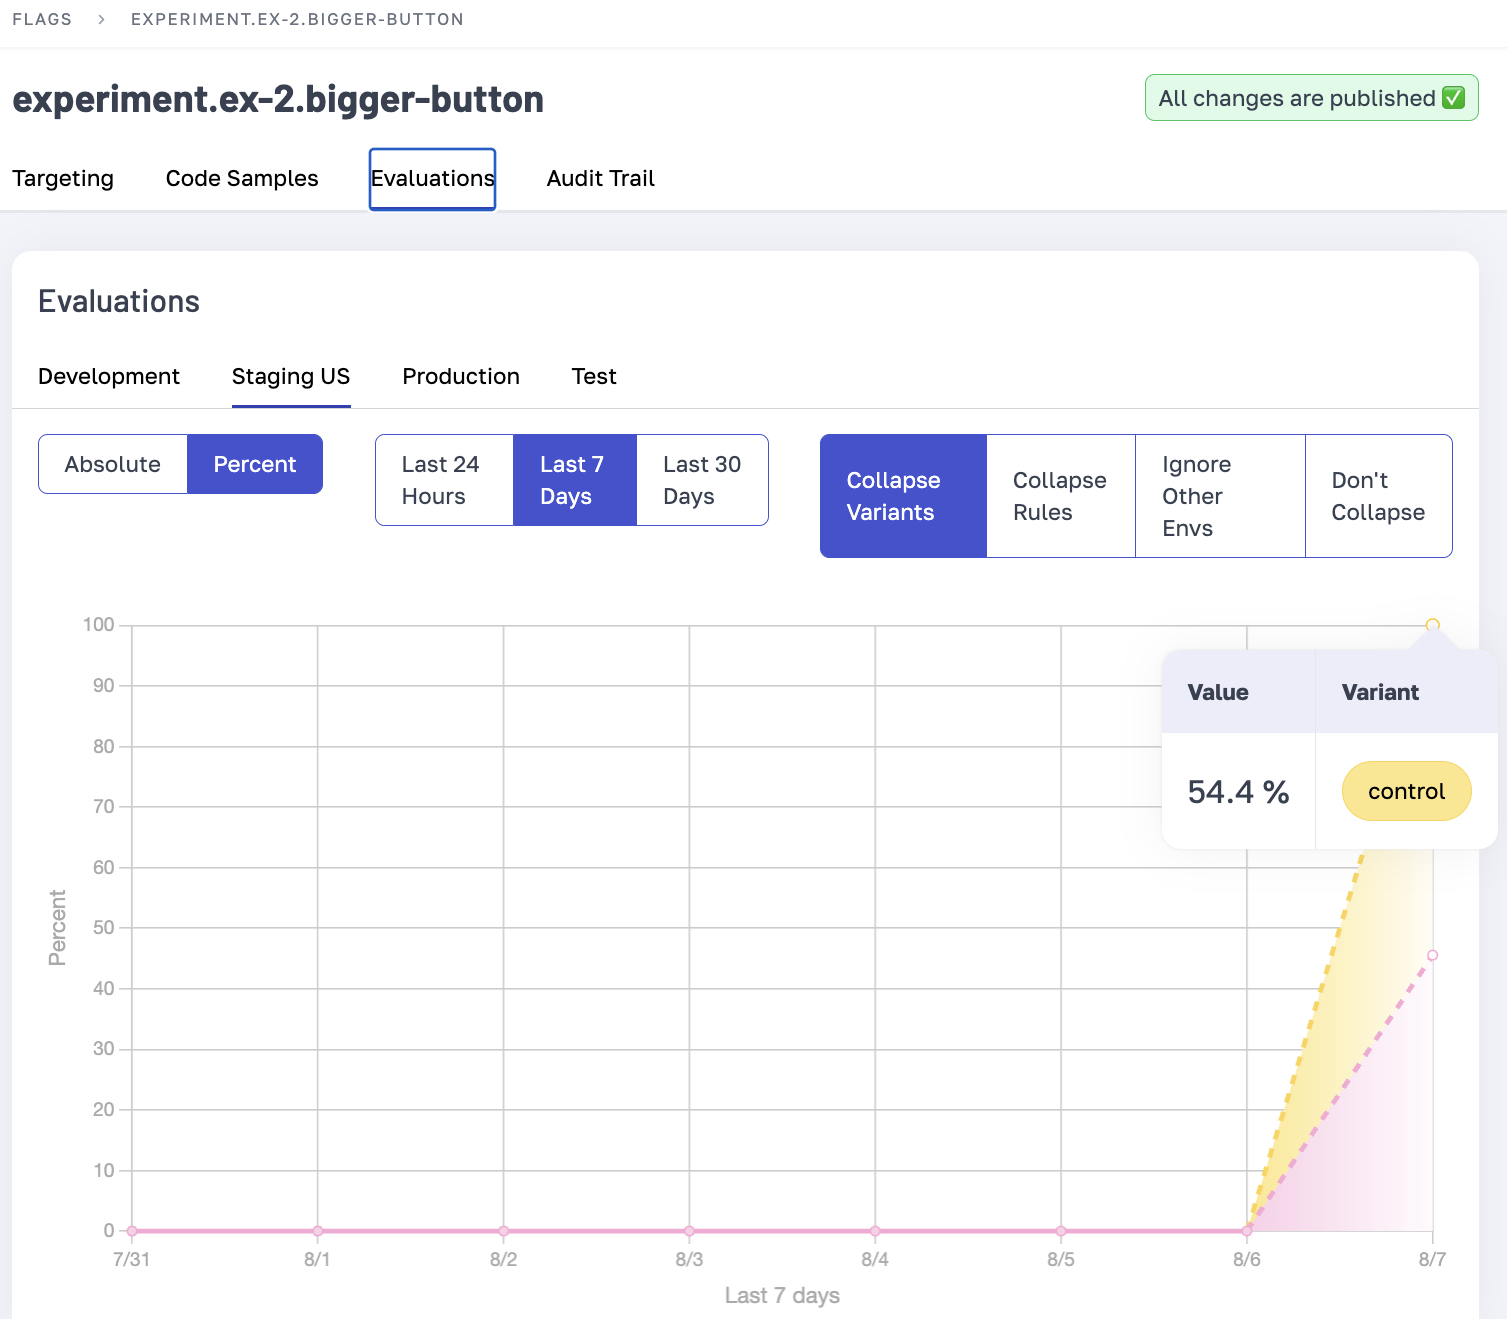 FLAGS > EXPERIMENT.EX-2.BIGGER-BUTTON
experiment.ex-2.bigger-button
All changes are published ✅
Targeting Code Samples Evaluations Audit Trail
Evaluations
Development Staging US Production Test
Absolute Percent
Last 24 Hours
Last 7 Days
Last 30 Days
Collapse Variants
Collapse Rules
Ignore Other Envs
Don't Collapse
100
90
80
70
60
50
40
30
20
10
0
Percent
Value Variant
54.4 % control
7/31 8/1 8/2 8/3 8/4 8/5 8/6 8/7
Last 7 days